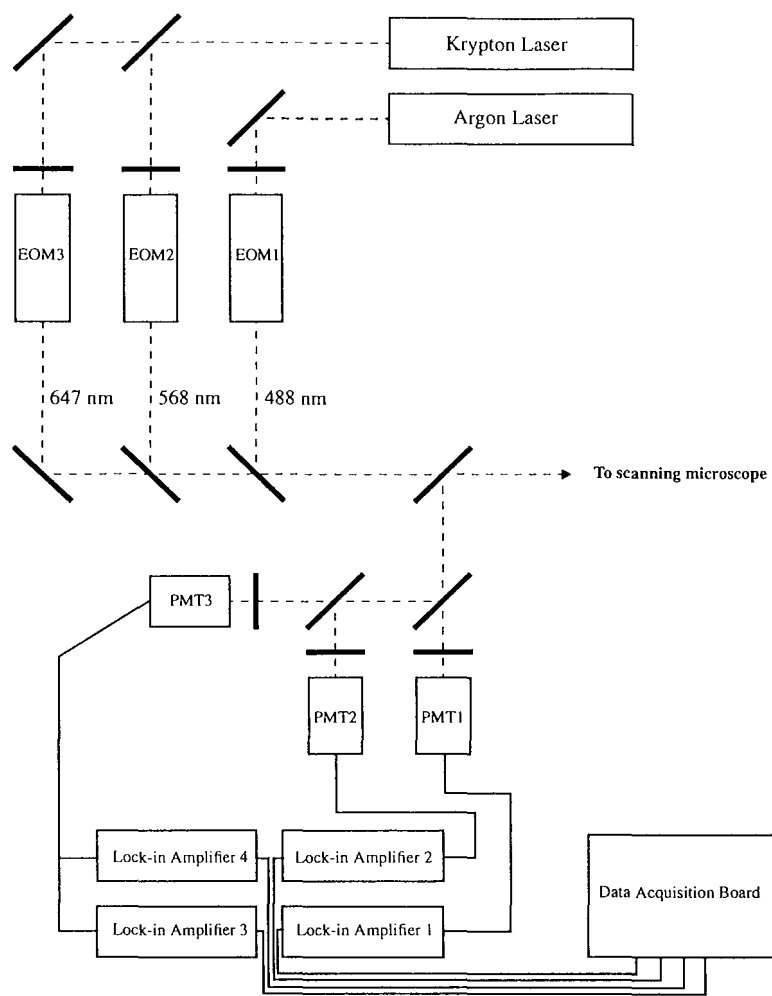 Krypton Laser
Argon Laser
EOM3
EOM2
EOM1
647 nm
568 nm
488 nm
To scanning microscope
PMT3
PMT2
PMT1
Lock-in Amplifier 4
Lock-in Amplifier 2
Data Acquisition Board
Lock-in Amplifier 3
Lock-in Amplifier 1